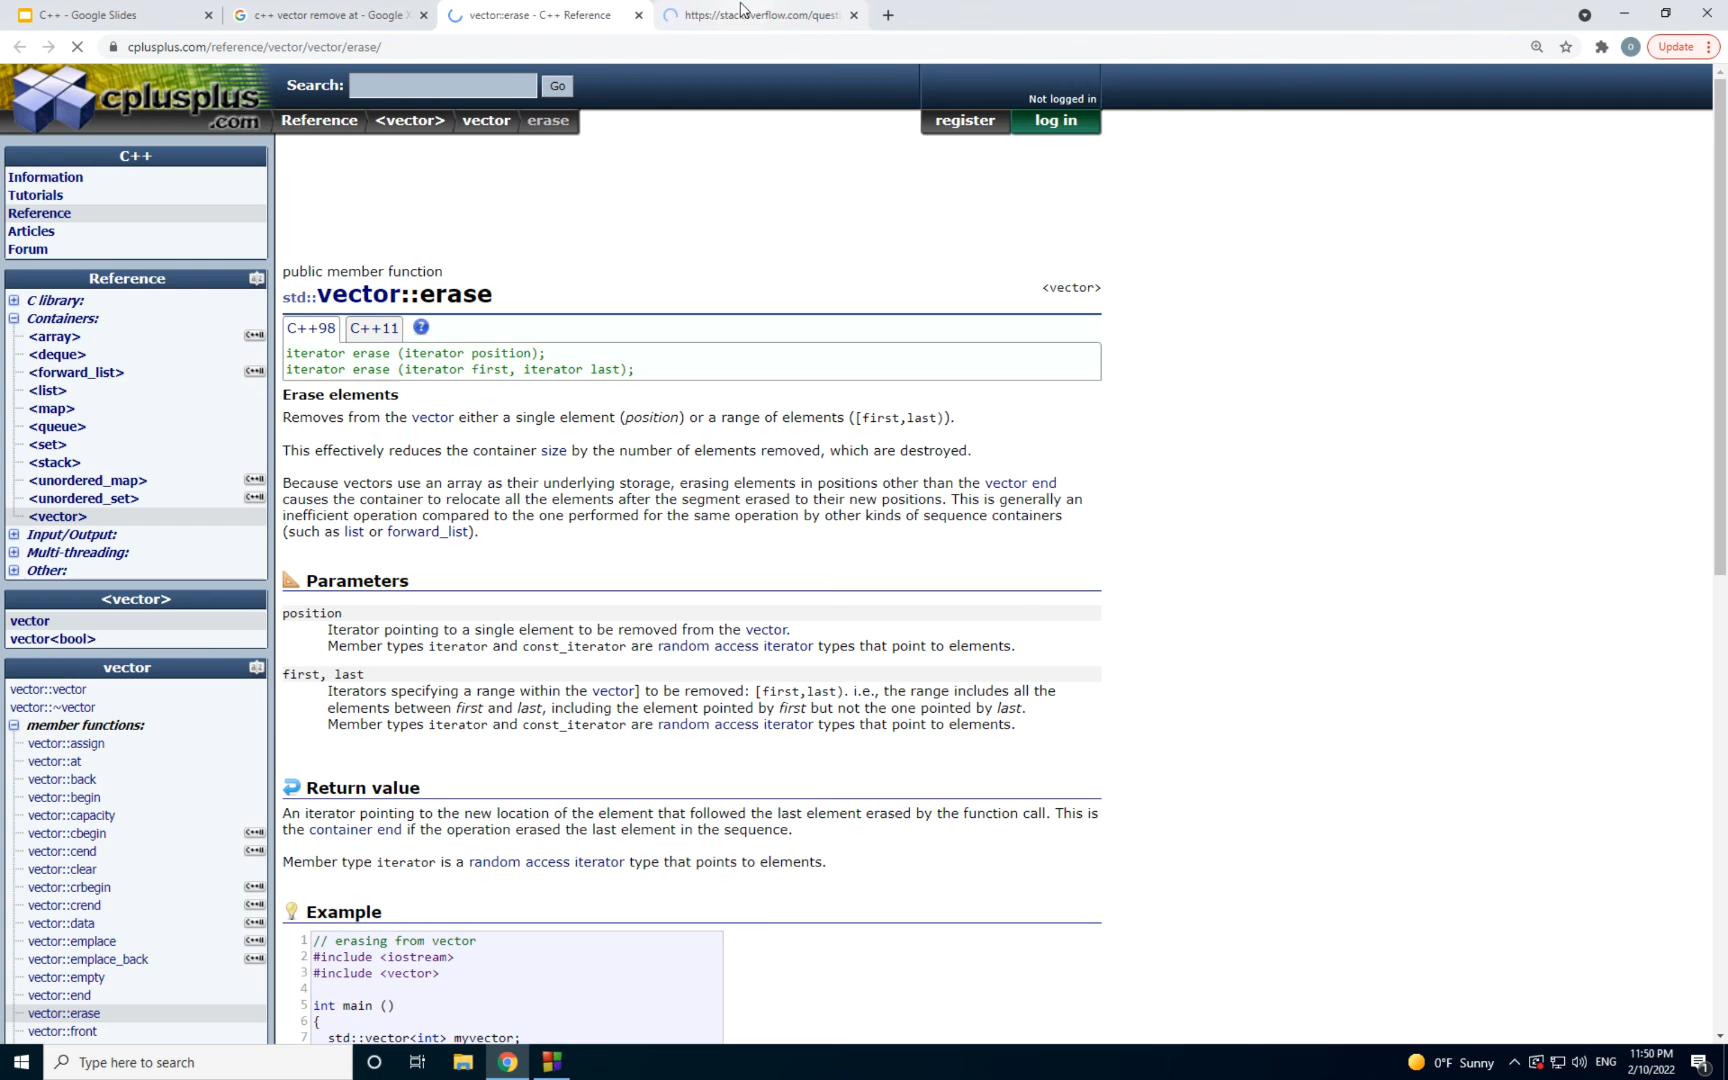 C++ - Google Slides
c++ vector remove at - Google
vector::erase - C++ Reference
https://stackoverflow.com/questi
cplusplus.com/reference/vector/vector/erase/
Update
cplusplus
.com
Search:
Go
Not logged in
Reference <vector> vector erase
register log in
C++
Information
Tutorials
Reference
Articles
Forum
Reference
C library:
Containers:
<array>
<deque>
<forward_list>
<list>
<map>
<queue>
<set>
<stack>
<unordered_map>
<unordered_set>
<vector>
Input/Output:
Multi-threading:
Other:
<vector>
vector
vector<bool>
vector
vector::vector
vector::~vector
member functions:
vector::assign
vector::at
vector::back
vector::begin
vector::capacity
vector::cbegin
vector::cend
vector::clear
vector::crbegin
vector::crend
vector::data
vector::emplace
vector::emplace_back
vector::empty
vector::end
vector::erase
vector::front
public member function
std::vector::erase
<vector>
C++98 C++11 ?
iterator erase (iterator position);
iterator erase (iterator first, iterator last);
Erase elements
Removes from the vector either a single element (position) or a range of elements ([first,last)).
This effectively reduces the container size by the number of elements removed, which are destroyed.
Because vectors use an array as their underlying storage, erasing elements in positions other than the vector end
causes the container to relocate all the elements after the segment erased to their new positions. This is generally an
inefficient operation compared to the one performed for the same operation by other kinds of sequence containers
(such as list or forward_list).
Parameters
position
Iterator pointing to a single element to be removed from the vector.
Member types iterator and const_iterator are random access iterator types that point to elements.
first, last
Iterators specifying a range within the vector] to be removed: [first,last). i.e., the range includes all the
elements between first and last, including the element pointed by first but not the one pointed by last.
Member types iterator and const_iterator are random access iterator types that point to elements.
Return value
An iterator pointing to the new location of the element that followed the last element erased by the function call. This is
the container end if the operation erased the last element in the sequence.
Member type iterator is a random access iterator type that points to elements.
Example
1 // erasing from vector
2 #include <iostream>
3 #include <vector>
4
5 int main ()
6 {
7 std::vector<int> myvector;
Type here to search
0°F Sunny
ENG
11:50 PM
2/10/2022
1